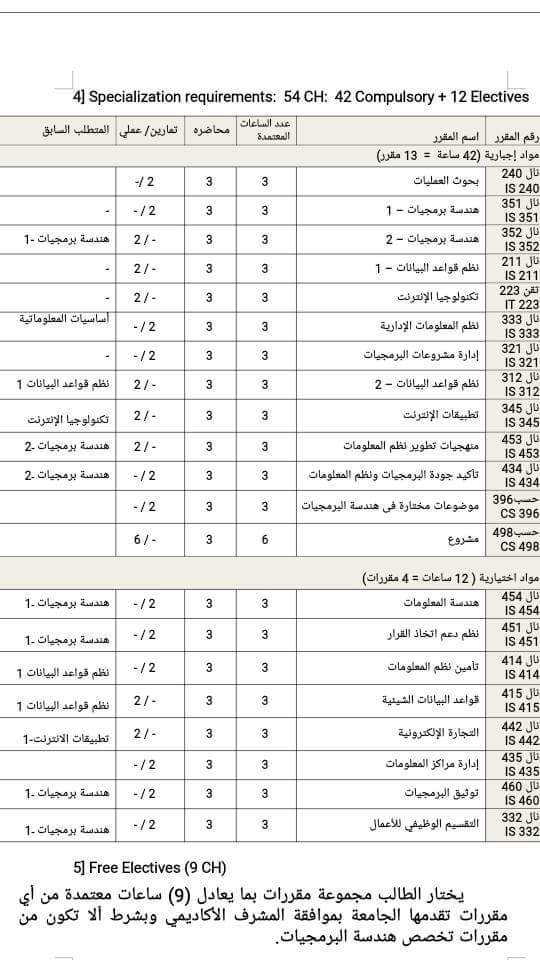 4] Specialization requirements: 54 CH: 42 Compulsory + 12 Electives
رقم المقرر اسم المقرر عدد الساعات المعتمدة محاضره تمارين/ عملي المتطلب السابق
مواد إجبارية (42 ساعة = 13 مقرر)
نال 240 IS 240 بحوث العمليات 3 3 2 /-
نال 351 IS 351 هندسة برمجيات – 1 3 3 - / 2 -
نال 352 IS 352 هندسة برمجيات – 2 3 3 2 / - هندسة برمجيات -1
نال 211 IS 211 نظم قواعد البيانات – 1 3 3 2 / - -
تقن 223 IT 223 تكنولوجيا الإنترنت 3 3 2 / - -
نال 333 IS 333 نظم المعلومات الإدارية 3 3 - / 2 أساسيات المعلوماتية
نال 321 IS 321 إدارة مشروعات البرمجيات 3 3 - / 2 -
نال 312 IS 312 نظم قواعد البيانات – 2 3 3 2 / - نظم قواعد البيانات 1
نال 345 IS 345 تطبيقات الإنترنت 3 3 2 / - تكنولوجيا الإنترنت
نال 453 IS 453 منهجيات تطوير نظم المعلومات 3 3 2 / - هندسة برمجيات -2
نال 434 IS 434 تأكيد جودة البرمجيات ونظم المعلومات 3 3 - / 2 هندسة برمجيات -2
حسب396 CS 396 موضوعات مختارة فى هندسة البرمجيات 3 3 - / 2
حسب498 CS 498 مشروع 6 3 6 / -
مواد اختيارية ( 12 ساعات = 4 مقررات)
نال 454 IS 454 هندسة المعلومات 3 3 - / 2 هندسة برمجيات -1
نال 451 IS 451 نظم دعم اتخاذ القرار 3 3 - / 2 هندسة برمجيات -1
نال 414 IS 414 تأمين نظم المعلومات 3 3 - / 2 نظم قواعد البيانات 1
نال 415 IS 415 قواعد البيانات الشيئية 3 3 2 / - نظم قواعد البيانات 1
نال 442 IS 442 التجارة الإلكترونية 3 3 2 / - تطبيقات الانترنت-1
نال 435 IS 435 إدارة مراكز المعلومات 3 3 - / 2
نال 460 IS 460 توثيق البرمجيات 3 3 - / 2 هندسة برمجيات -1
نال 332 IS 332 التقسيم الوظيفي للأعمال 3 3 - / 2 هندسة برمجيات -1
5] Free Electives (9 CH)
يختار الطالب مجموعة مقررات بما يعادل (9) ساعات معتمدة من أي
مقررات تقدمها الجامعة بموافقة المشرف الأكاديمي وبشرط ألا تكون من
مقررات تخصص هندسة البرمجيات.